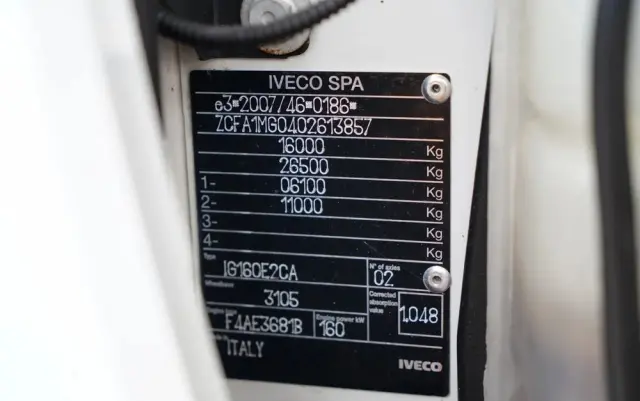 IVECO SPA
e3*2007/46*0186*
ZCFA1MG0402613857
16000 Kg
26500 Kg
1- 06100 Kg
2- 11000 Kg
3- Kg
4- Kg
Type IG160E2CA N° of axles 02
Wheelbase 3105 Corrected absorption value 1.048
Engine F4AE3681B Engine power kW 160
ITALY IVECO